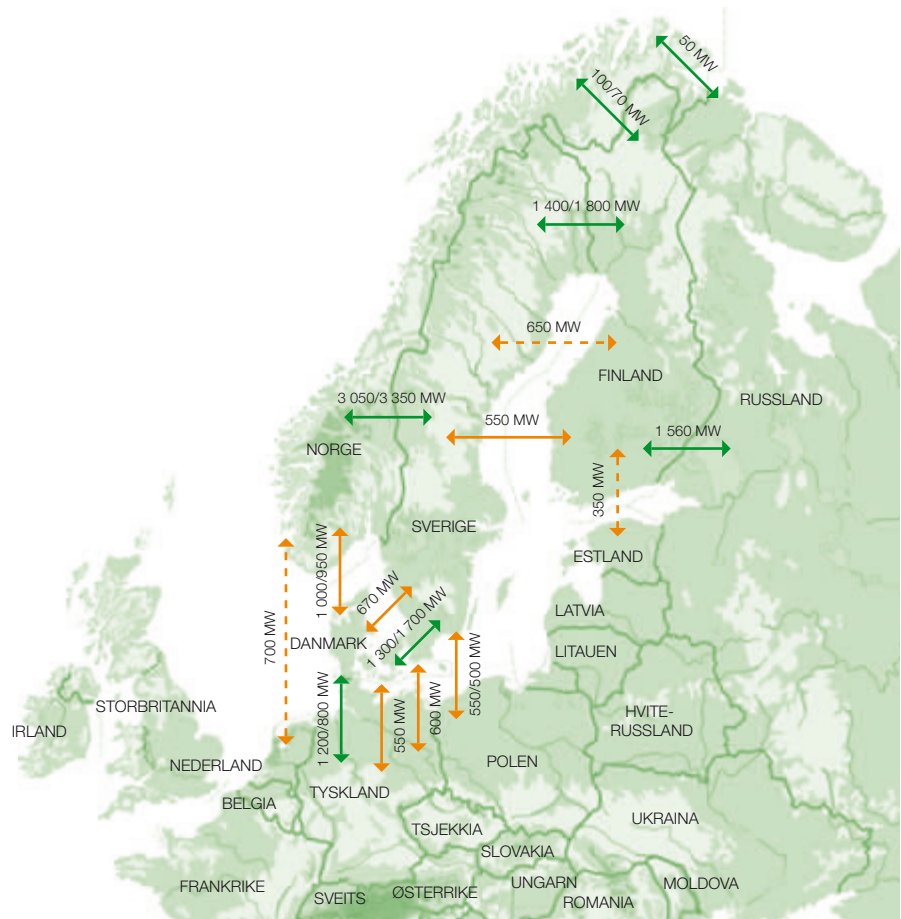 50 MW
100/70 MW
1 400/1 800 MW
650 MW
FINLAND
RUSSLAND
3 050/3 350 MW
550 MW
1 560 MW
NORGE
350 MW
SVERIGE
1 000/950 MW
ESTLAND
670 MW
LATVIA
700 MW
DANMARK
1 300/1 700 MW
LITAUEN
550/500 MW
STORBRITANNIA
IRLAND
1 200/800 MW
550 MW
600 MW
HVITE-
RUSSLAND
NEDERLAND
POLEN
TYSKLAND
BELGIA
TSJEKKIA
UKRAINA
SLOVAKIA
FRANKRIKE
SVEITS
ØSTERRIKE
UNGARN
ROMANIA
MOLDOVA